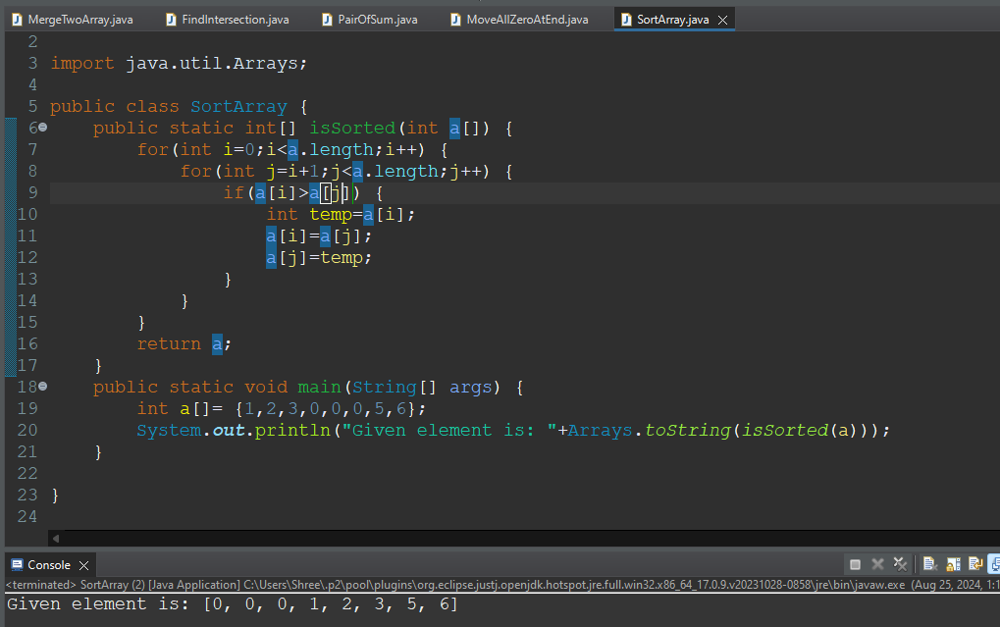 MergeTwoArray.java FindIntersection.java PairOfSum.java MoveAllZeroAtEnd.java SortArray.java
2
3 import java.util.Arrays;
4
5 public class SortArray {
6 public static int[] isSorted(int a[]) {
7 for(int i=0;i<a.length;i++) {
8 for(int j=i+1;j<a.length;j++) {
9 if(a[i]>a[j]) {
10 int temp=a[i];
11 a[i]=a[j];
12 a[j]=temp;
13 }
14 }
15 }
16 return a;
17 }
18 public static void main(String[] args) {
19 int a[]= {1,2,3,0,0,0,5,6};
20 System.out.println("Given element is: "+Arrays.toString(isSorted(a)));
21 }
22
23 }
24
Console
<terminated> SortArray (2) [Java Application] C:\Users\Shree\.p2\pool\plugins\org.eclipse.justj.openjdk.hotspot.jre.full.win32.x86_64_17.0.9.v20231028-0858\jre\bin\javaw.exe (Aug 25, 2024, 1:1
Given element is: [0, 0, 0, 1, 2, 3, 5, 6]